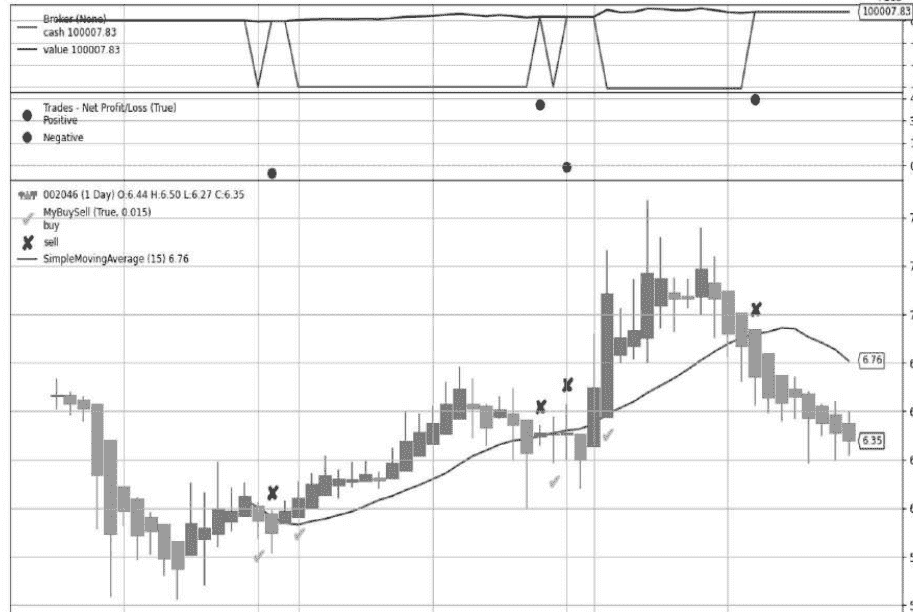 Broker (None)
cash 100007.83
value 100007.83
100007.83
Trades - Net Profit/Loss (True)
Positive
Negative
002046 (1 Day) O:6.44 H:6.50 L:6.27 C:6.35
MyBuySell (True, 0.015)
buy
sell
SimpleMovingAverage (15) 6.76
6.76
6.35